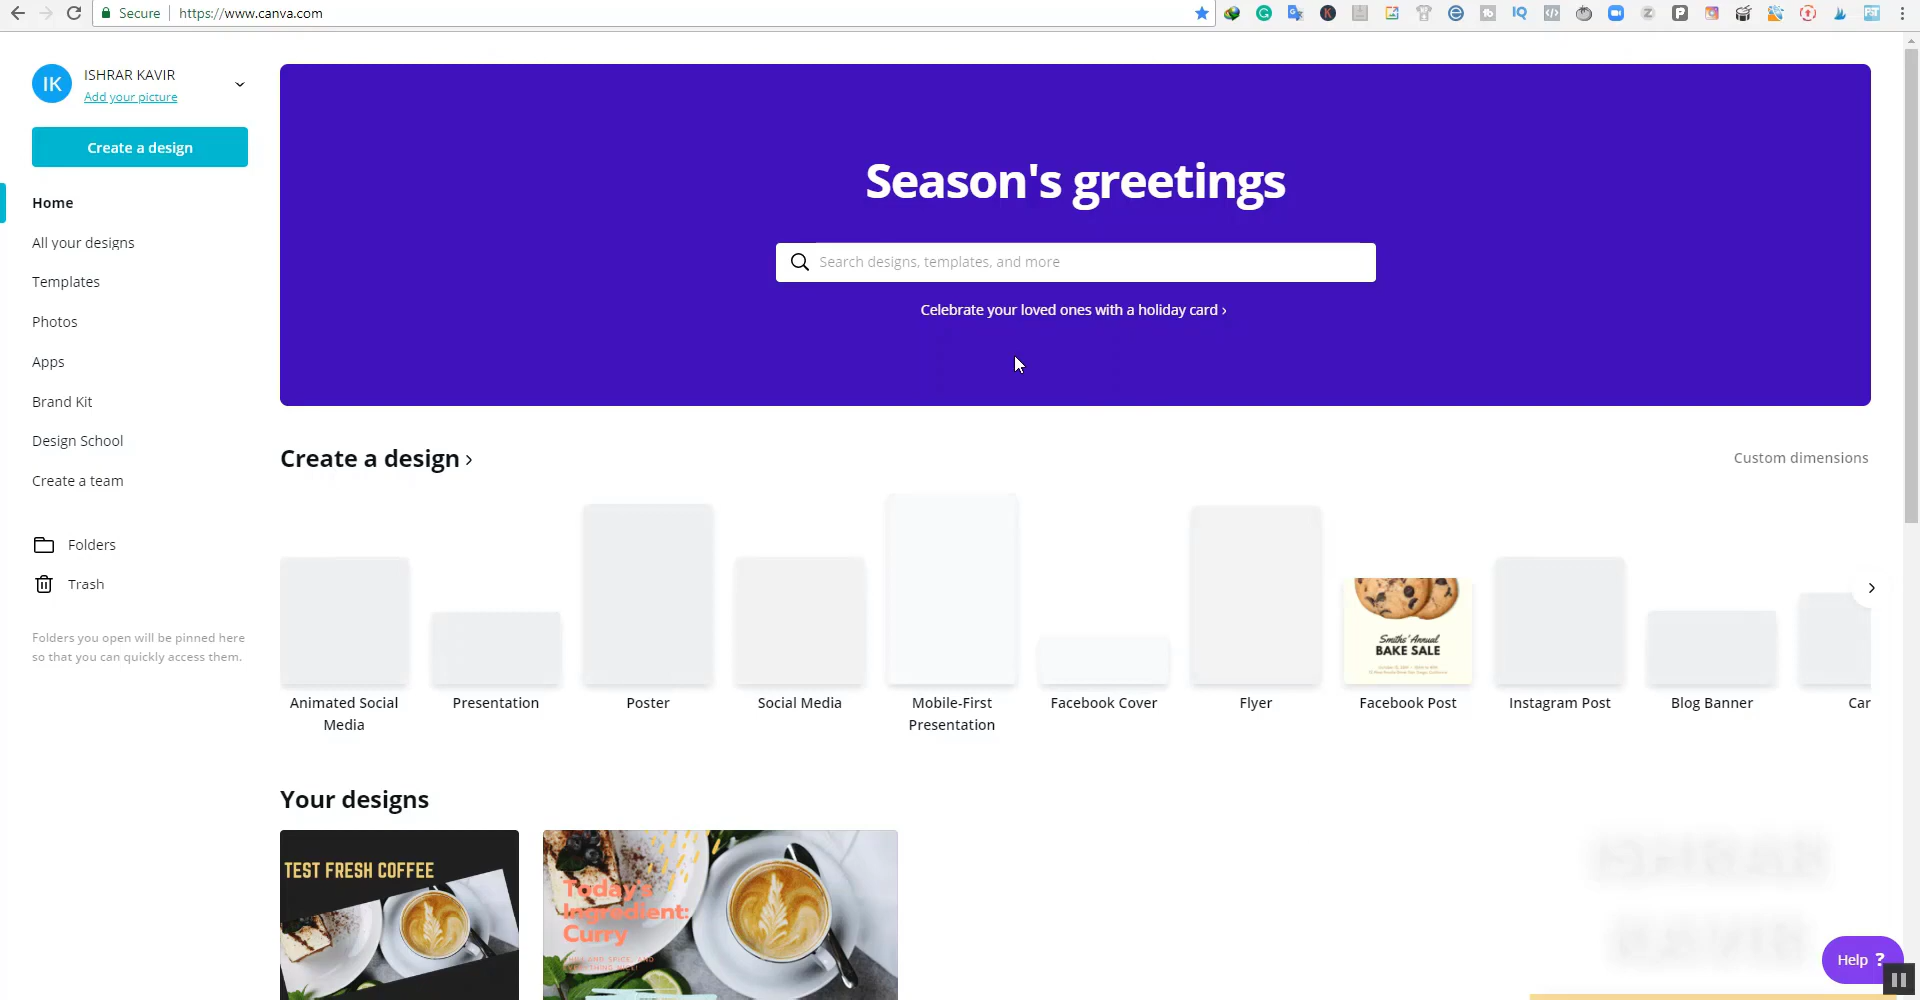 Secure
https://www.canva.com
IK
ISHRAR KAVIR
Add your picture
Create a design
Home
All your designs
Templates
Photos
Apps
Brand Kit
Design School
Create a team
Folders
Trash
Folders you open will be pinned here
so that you can quickly access them.
Season's greetings
Search designs, templates, and more
Celebrate your loved ones with a holiday card ›
Create a design ›
Custom dimensions
Smiths' Annual
BAKE SALE
Animated Social
Media
Presentation
Poster
Social Media
Mobile-First
Presentation
Facebook Cover
Flyer
Facebook Post
Instagram Post
Blog Banner
Car
Your designs
TEST FRESH COFFEE
Today's
Ingredient:
Curry
Help ?